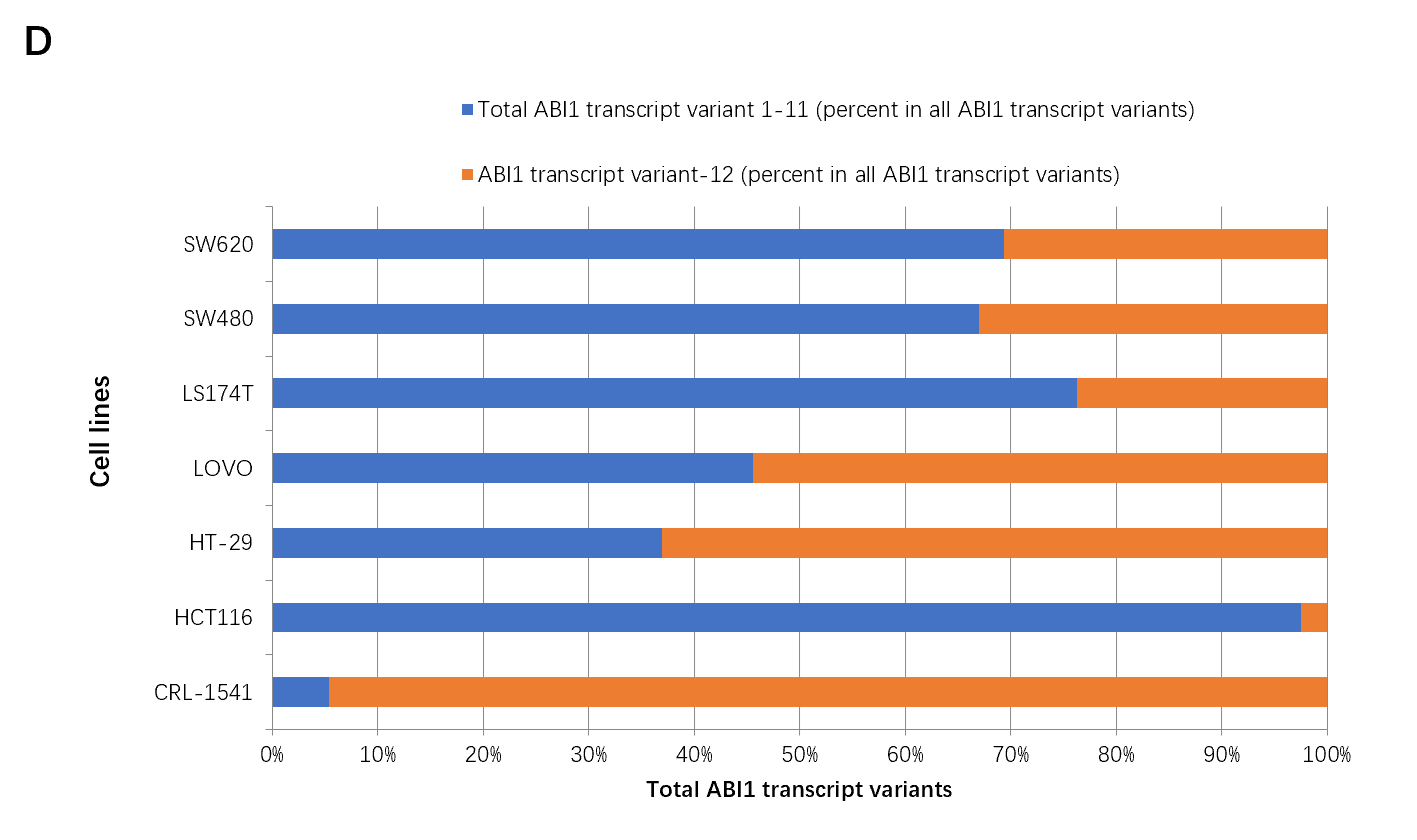 D
Total ABI1 transcript variant 1-11 (percent in all ABI1 transcript variants)
ABI1 transcript variant-12 (percent in all ABI1 transcript variants)
SW620
SW480
LS174T
LOVO
HT-29
HCT116
CRL-1541
Cell lines
0% 10% 20% 30% 40% 50% 60% 70% 80% 90% 100%
Total ABI1 transcript variants